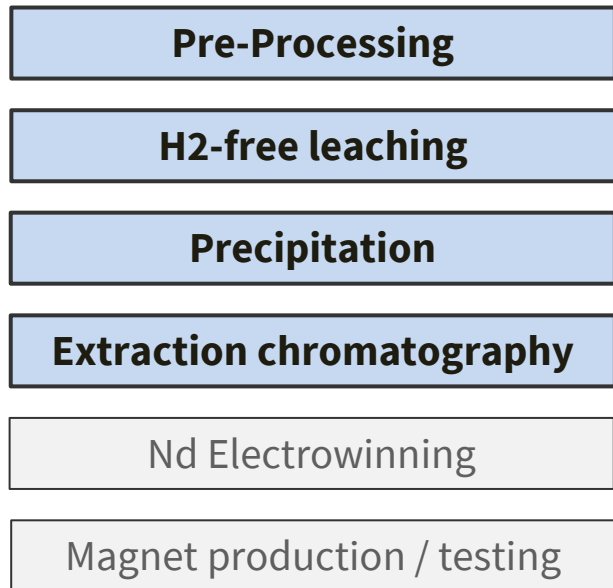 Pre-Processing
H2-free leaching
Precipitation
Extraction chromatography
Nd Electrowinning
Magnet production / testing